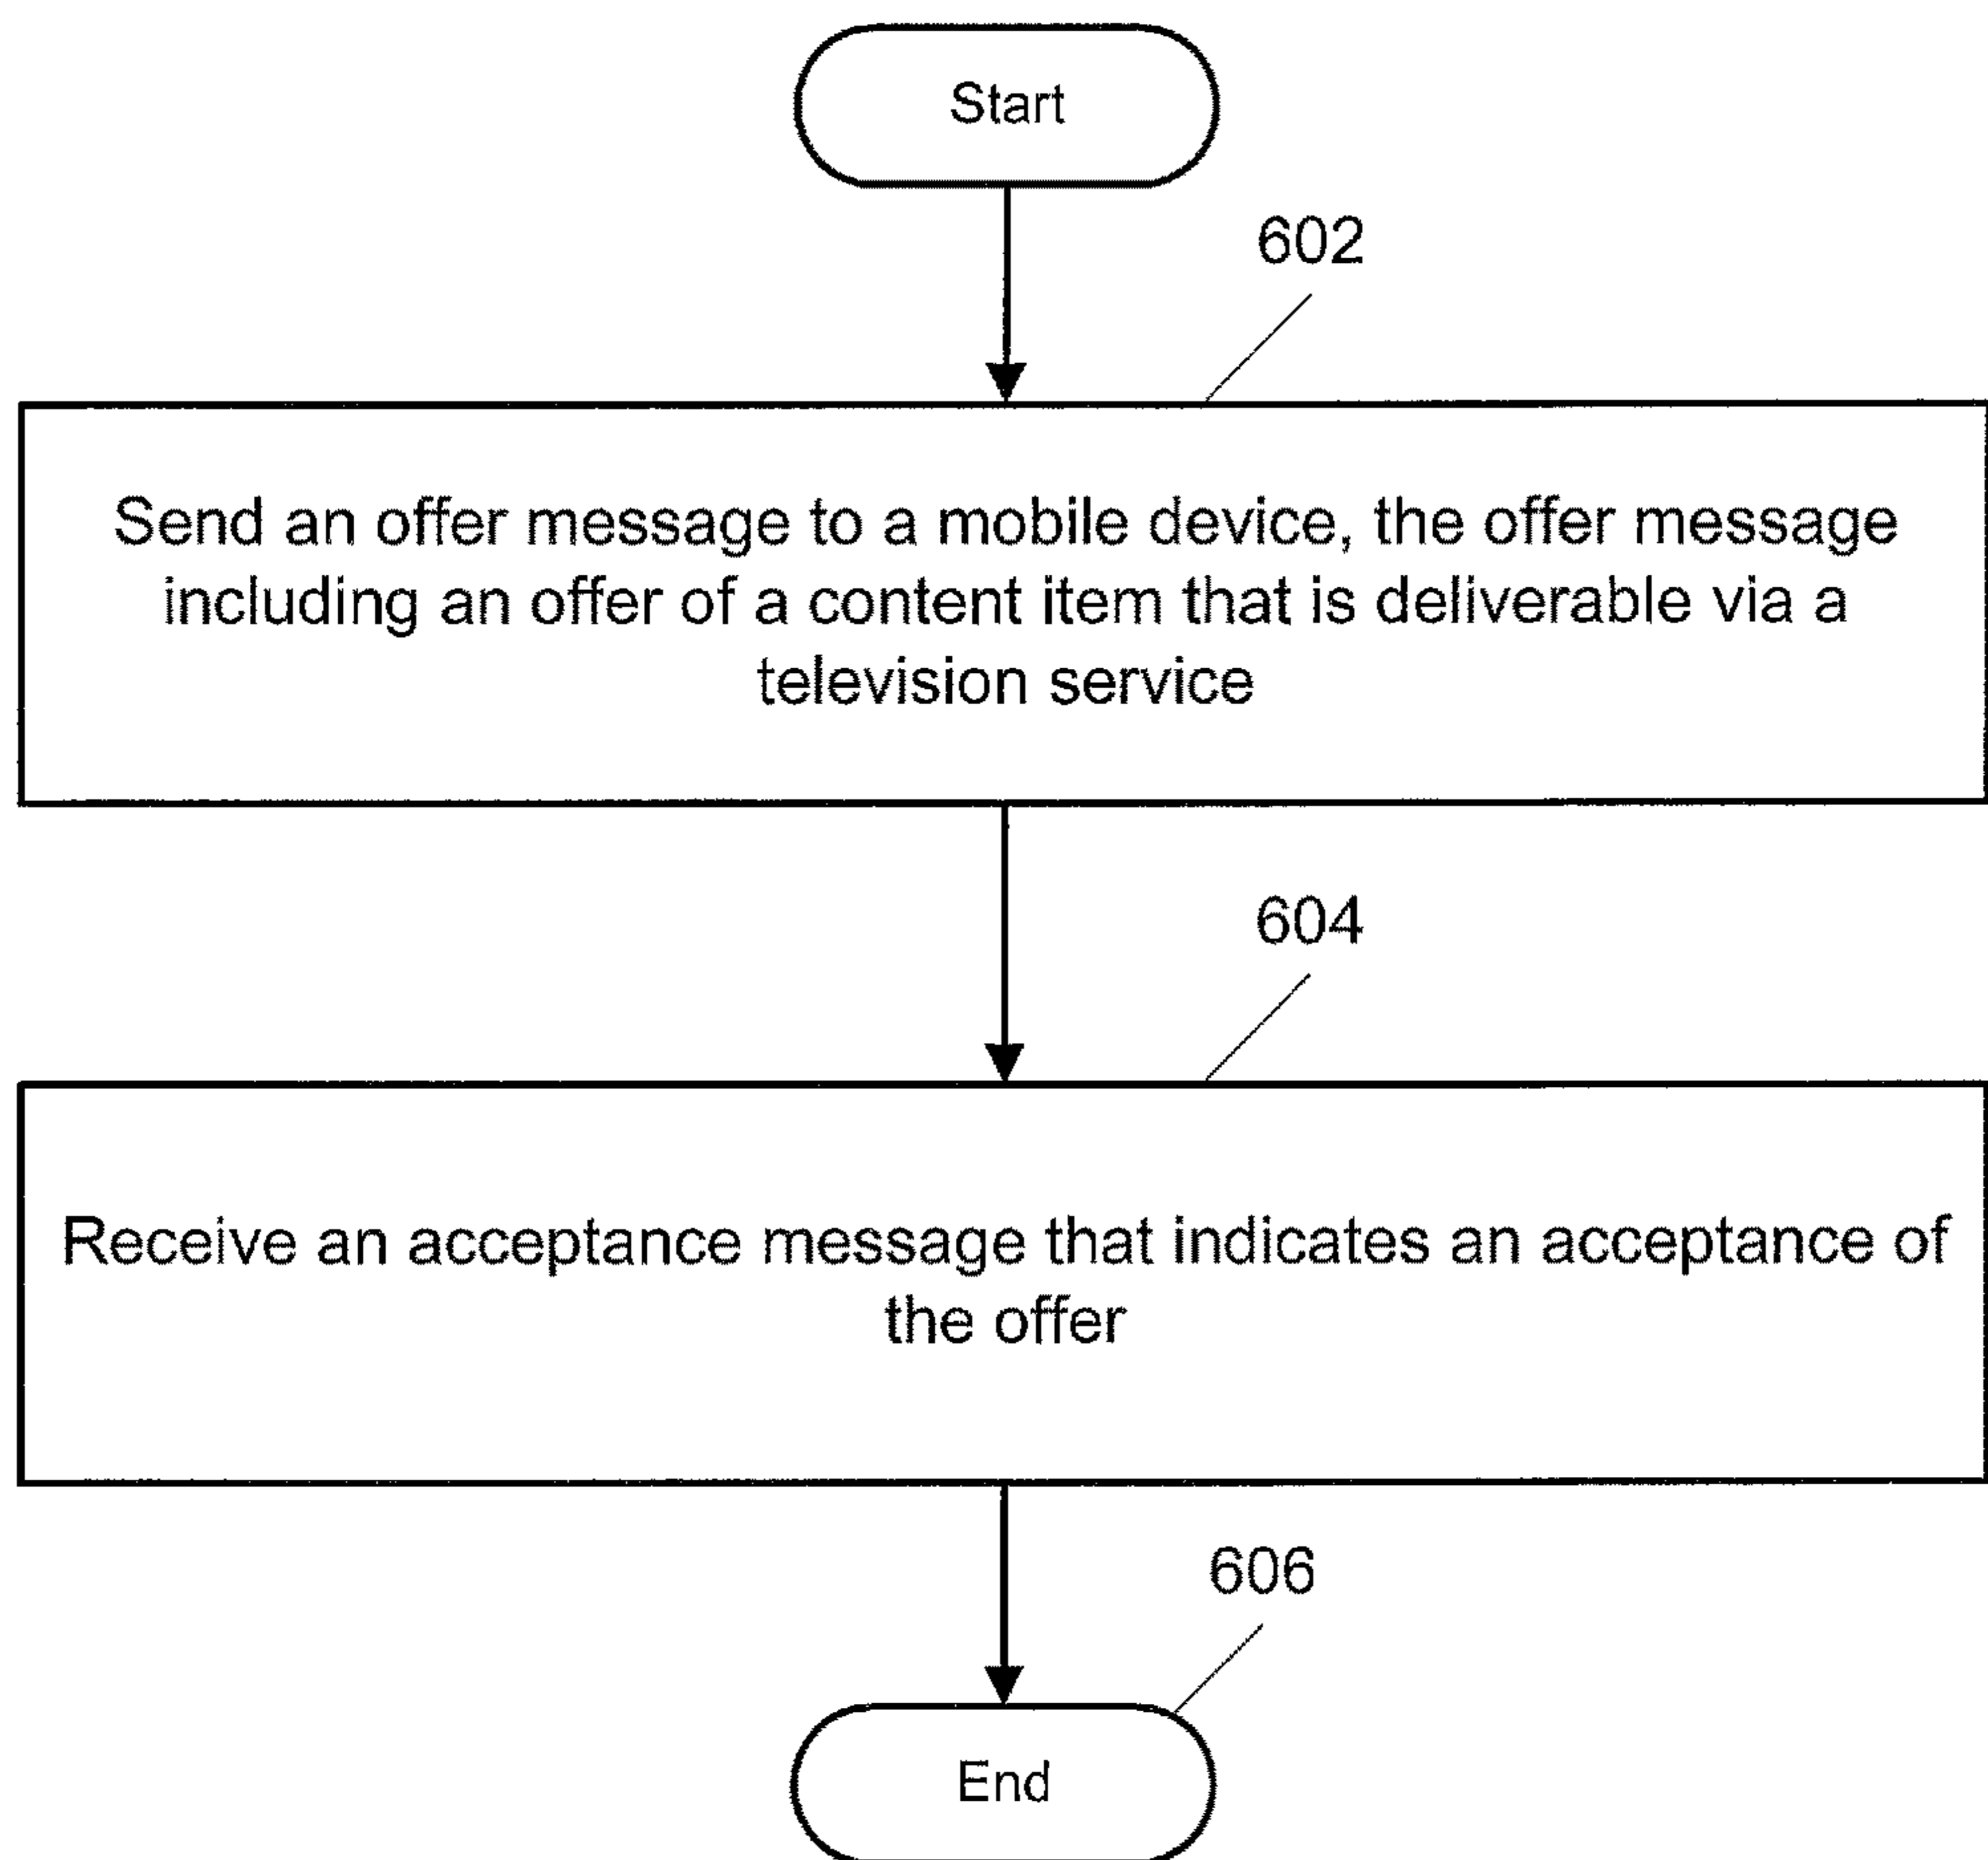 Start
602
Send an offer message to a mobile device, the offer message
including an offer of a content item that is deliverable via a
television service
604
Receive an acceptance message that indicates an acceptance of
the offer
606
End